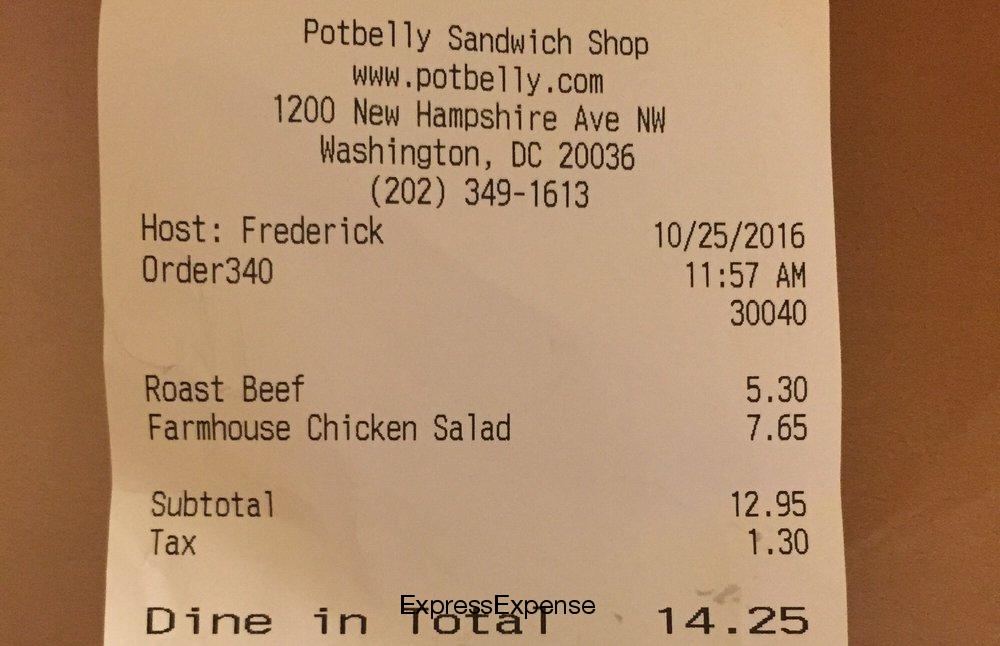 Potbelly Sandwich Shop
www.potbelly.com
1200 New Hampshire Ave NW
Washington, DC 20036
(202) 349-1613
Host: Frederick 10/25/2016
Order340 11:57 AM
30040
Roast Beef 5.30
Farmhouse Chicken Salad 7.65
Subtotal 12.95
Tax 1.30
ExpressExpense
Dine in Total 14.25